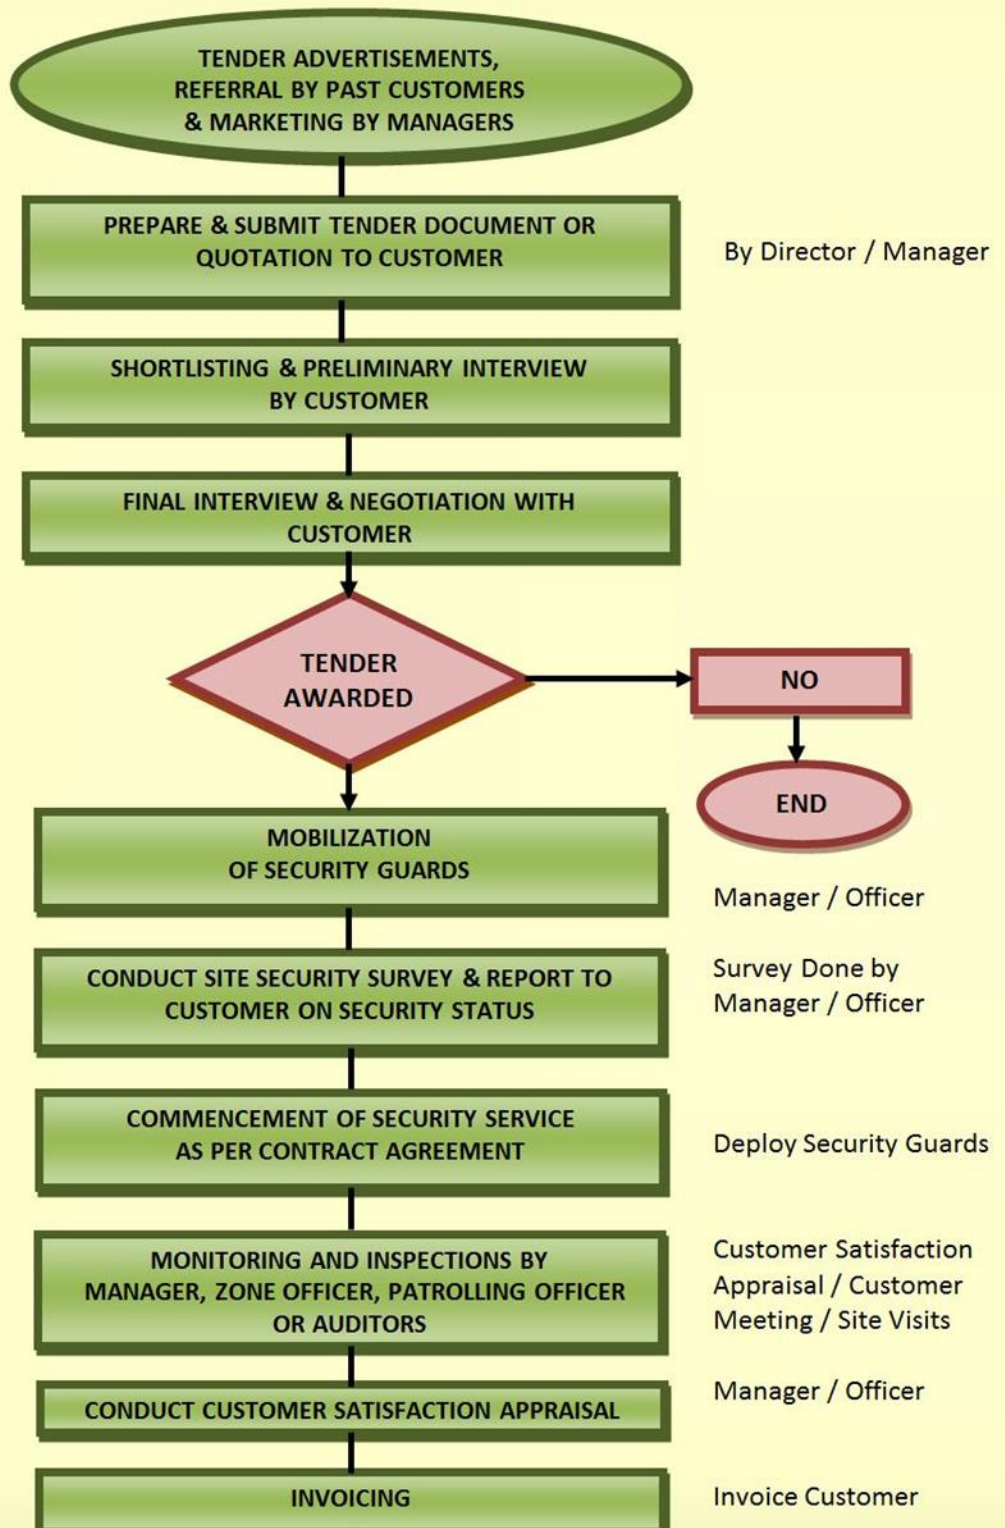 TENDER ADVERTISEMENTS,
REFERRAL BY PAST CUSTOMERS
& MARKETING BY MANAGERS
PREPARE & SUBMIT TENDER DOCUMENT OR
QUOTATION TO CUSTOMER
By Director / Manager
SHORTLISTING & PRELIMINARY INTERVIEW
BY CUSTOMER
FINAL INTERVIEW & NEGOTIATION WITH
CUSTOMER
TENDER
AWARDED
NO
END
MOBILIZATION
OF SECURITY GUARDS
Manager / Officer
CONDUCT SITE SECURITY SURVEY & REPORT TO
CUSTOMER ON SECURITY STATUS
Survey Done by
Manager / Officer
COMMENCEMENT OF SECURITY SERVICE
AS PER CONTRACT AGREEMENT
Deploy Security Guards
MONITORING AND INSPECTIONS BY
MANAGER, ZONE OFFICER, PATROLLING OFFICER
OR AUDITORS
Customer Satisfaction
Appraisal / Customer
Meeting / Site Visits
CONDUCT CUSTOMER SATISFACTION APPRAISAL
Manager / Officer
INVOICING
Invoice Customer